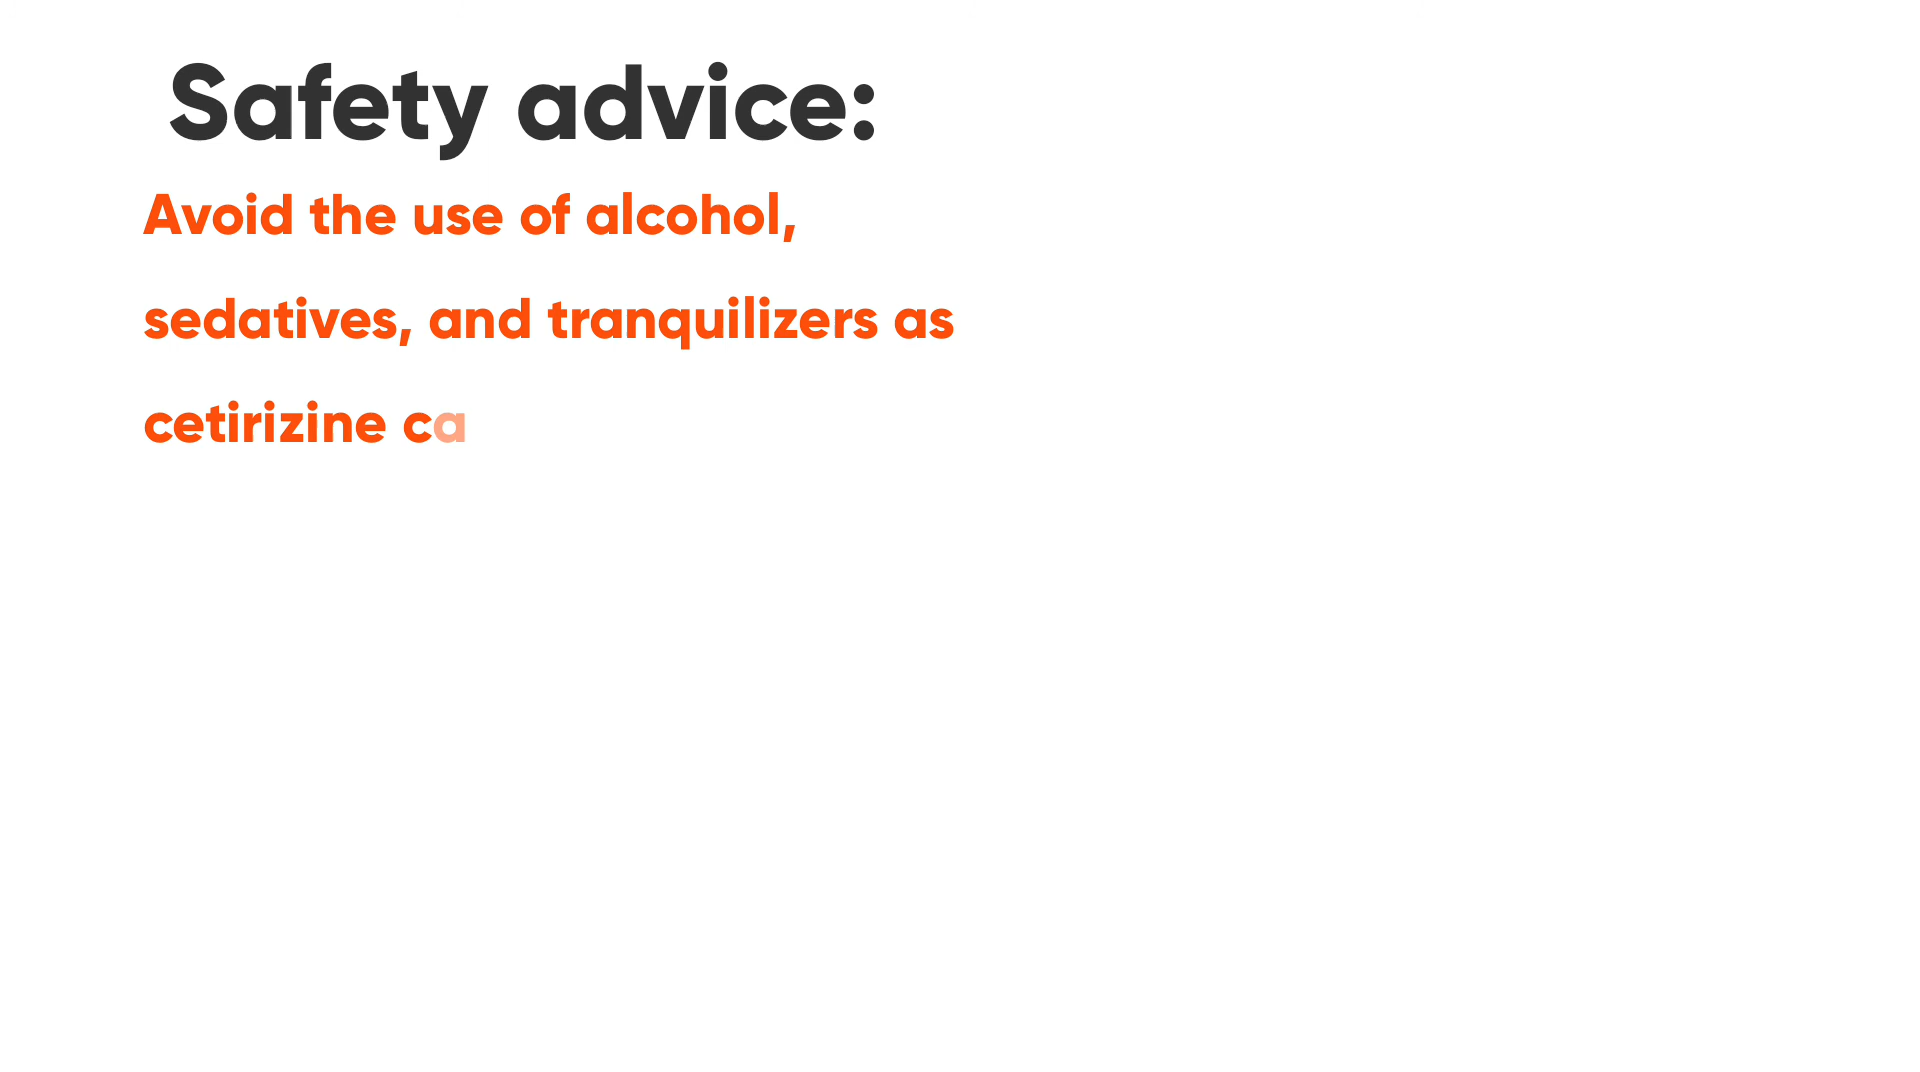 Safety advice:
Avoid the use of alcohol,
sedatives, and tranquilizers as
cetirizine ca